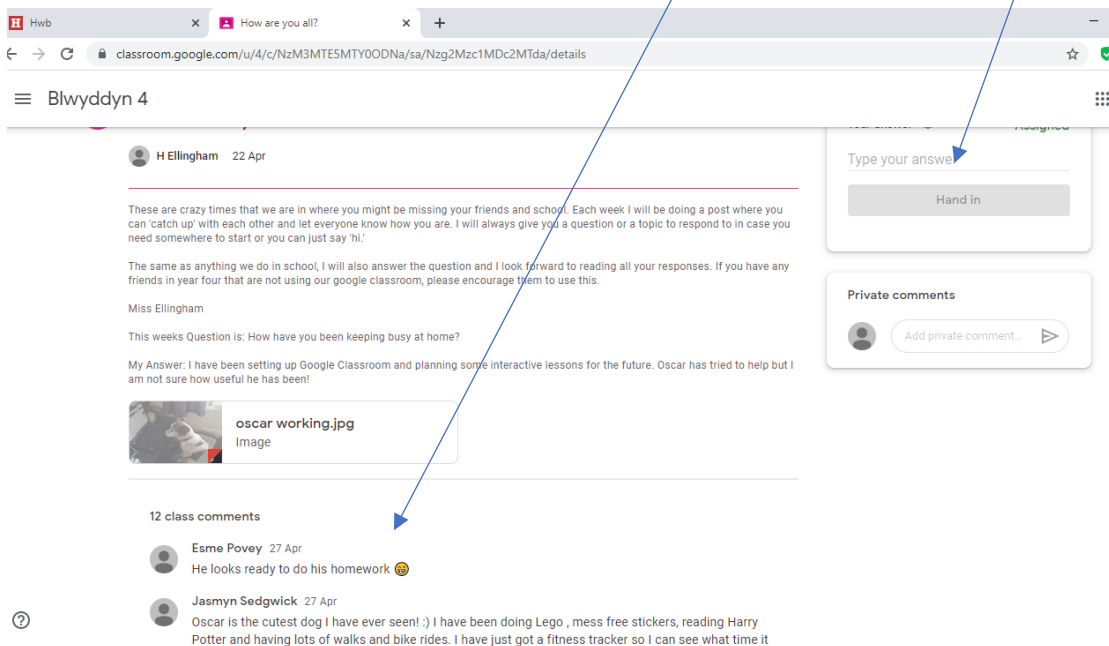 Hwb
How are you all?
classroom.google.com/u/4/c/NzM3MTE5MTY0ODNa/sa/Nzg2Mzc1MDc2MTda/details
Blwyddyn 4
H Ellingham 22 Apr
These are crazy times that we are in where you might be missing your friends and school. Each week I will be doing a post where you
can 'catch up' with each other and let everyone know how you are. I will always give you a question or a topic to respond to in case you
need somewhere to start or you can just say 'hi.'
The same as anything we do in school, I will also answer the question and I look forward to reading all your responses. If you have any
friends in year four that are not using our google classroom, please encourage them to use this.
Miss Ellingham
This weeks Question is: How have you been keeping busy at home?
My Answer: I have been setting up Google Classroom and planning some interactive lessons for the future. Oscar has tried to help but I
am not sure how useful he has been!
oscar working.jpg
Image
12 class comments
Esme Povey 27 Apr
He looks ready to do his homework 😁
Jasmyn Sedgwick 27 Apr
Oscar is the cutest dog I have ever seen! :) I have been doing Lego , mess free stickers, reading Harry
Potter and having lots of walks and bike rides. I have just got a fitness tracker so I can see what time it
Assigned
Type your answer
Hand in
Private comments
Add private comment...